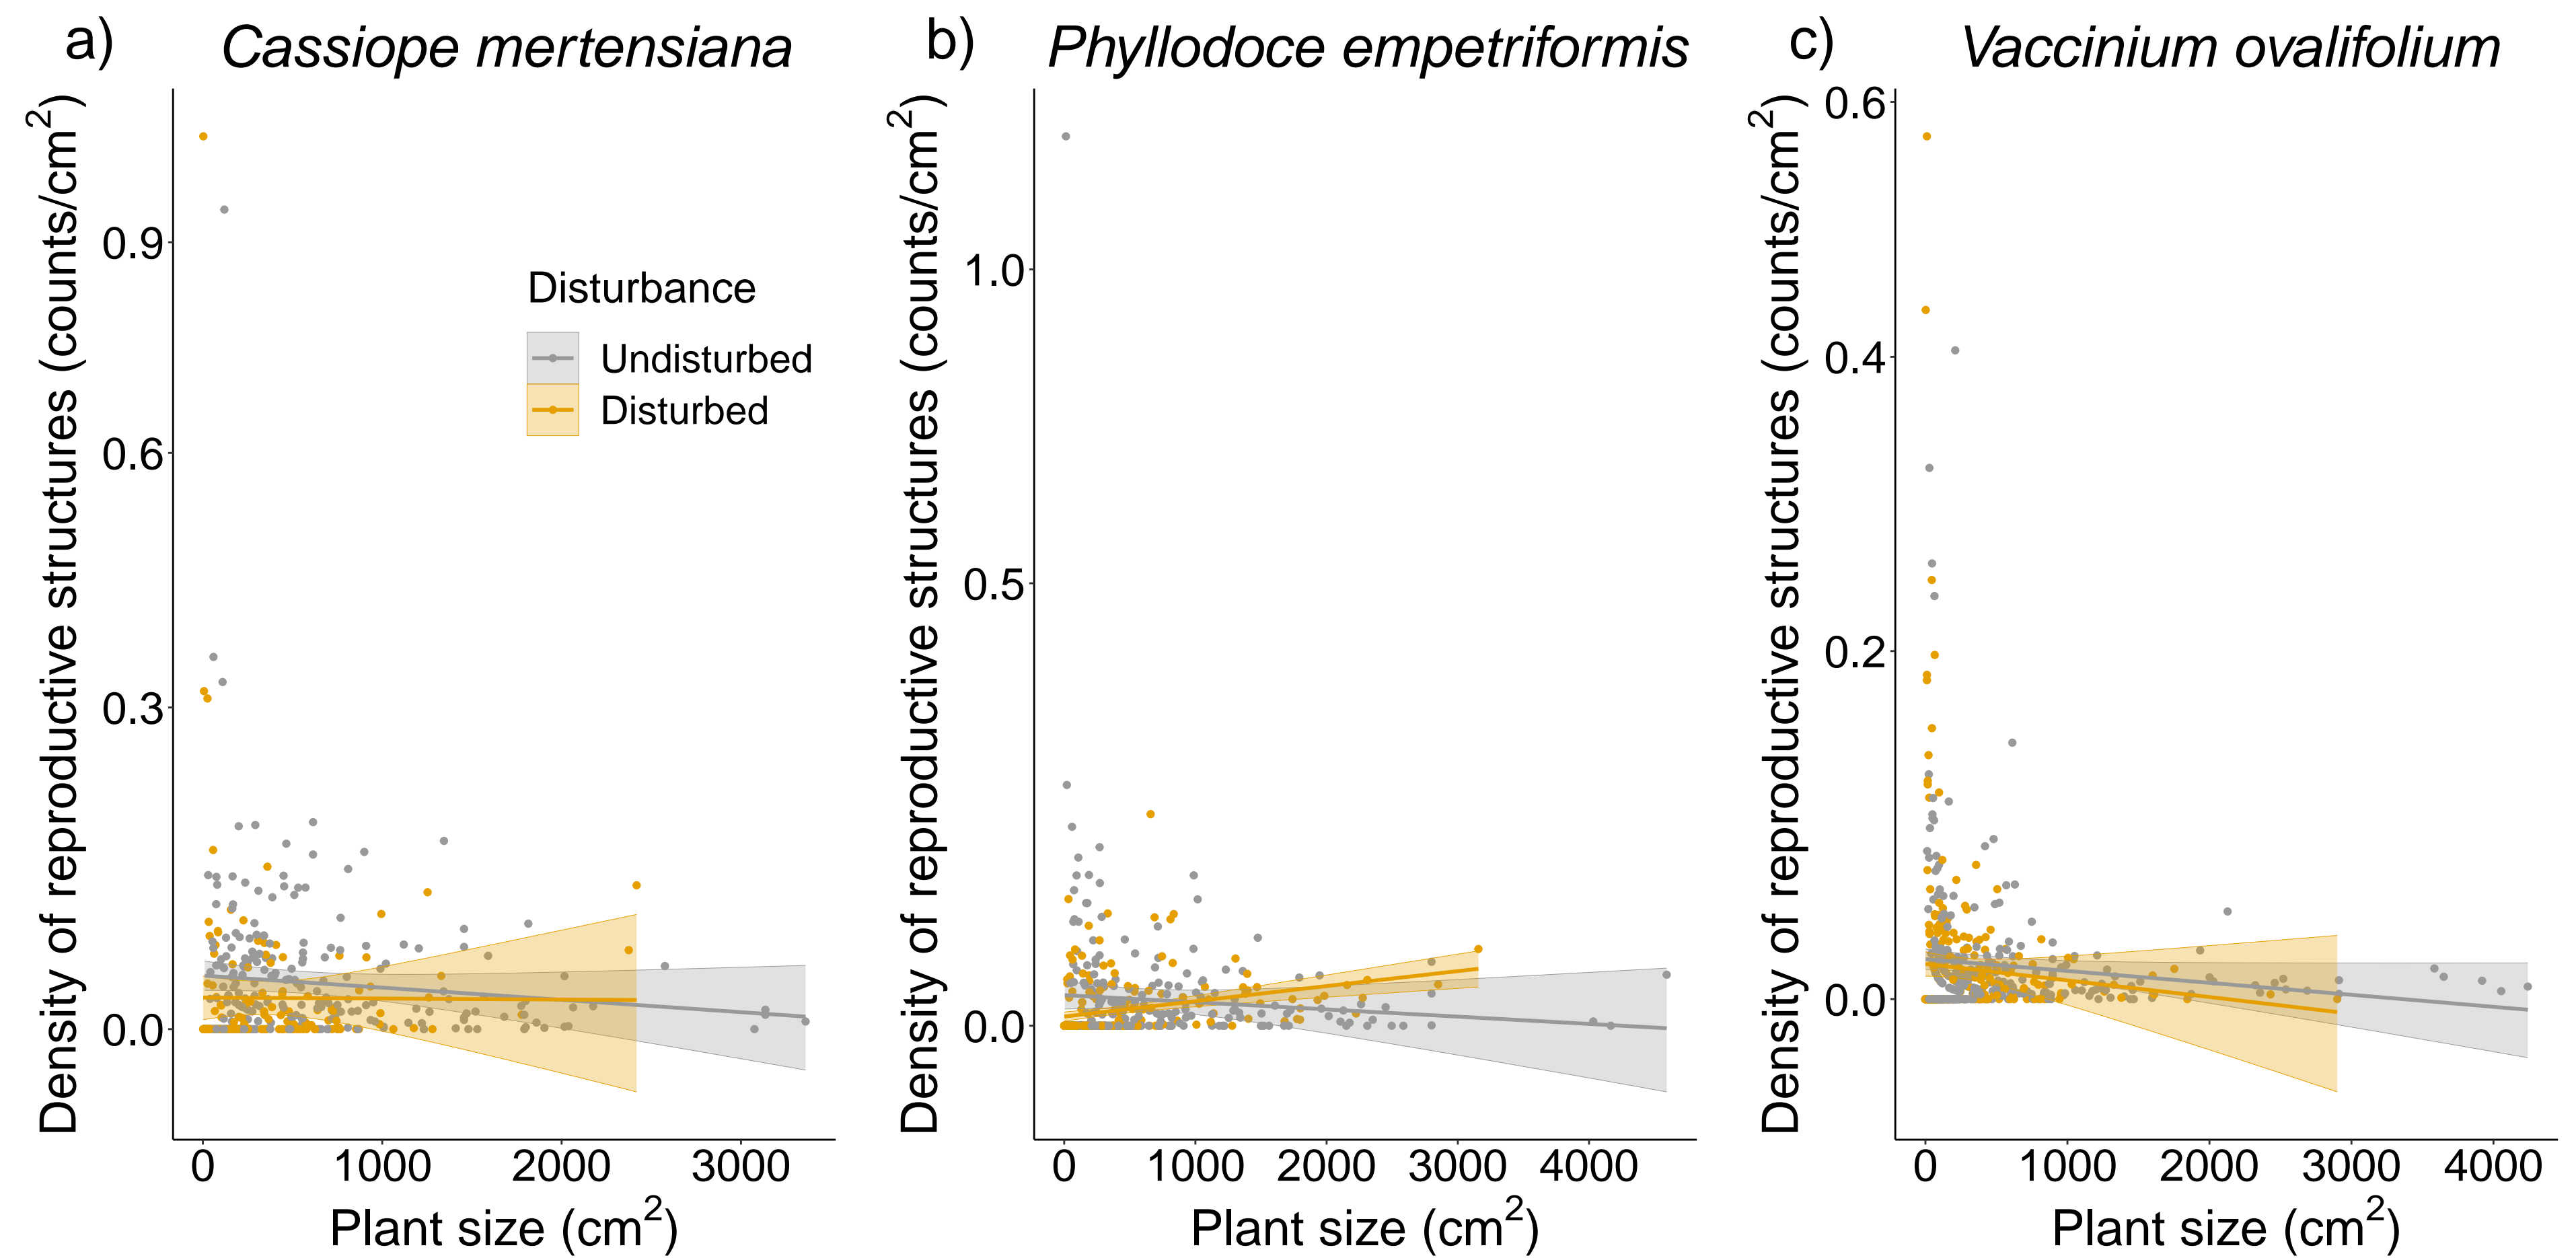 a) Cassiope mertensiana
Density of reproductive structures (counts/cm²)
0.9
0.6
0.3
0.0
Disturbance
Undisturbed
Disturbed
0 1000 2000 3000
Plant size (cm²)
b) Phyllodoce empetriformis
Density of reproductive structures (counts/cm²)
1.0
0.5
0.0
0 1000 2000 3000 4000
Plant size (cm²)
c) Vaccinium ovalifolium
Density of reproductive structures (counts/cm²)
0.6
0.4
0.2
0.0
0 1000 2000 3000 4000
Plant size (cm²)